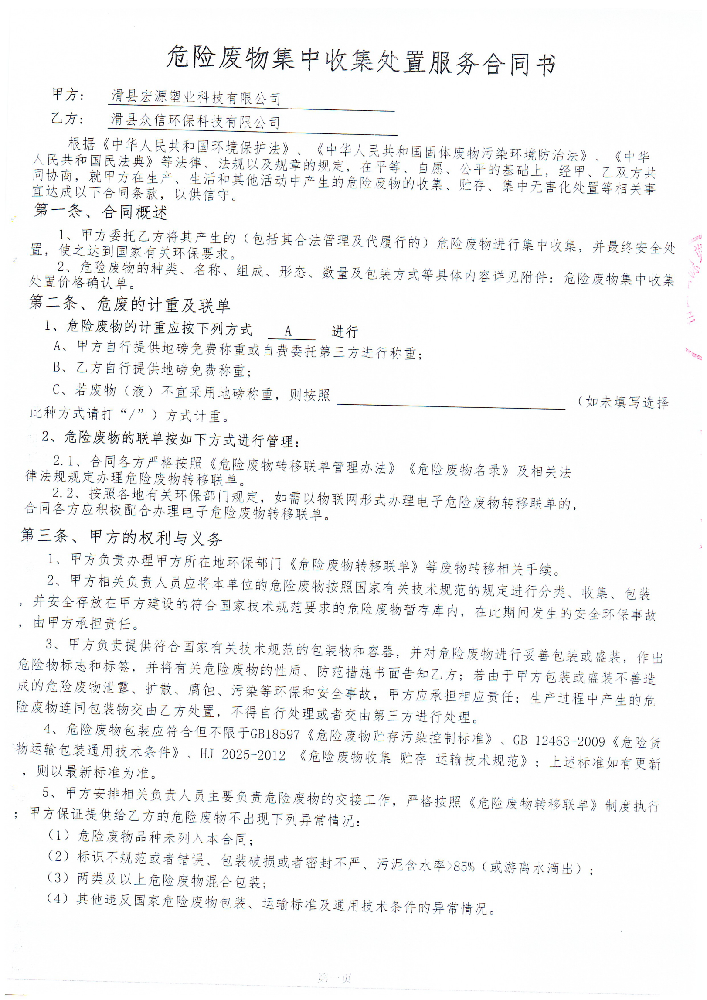 危险废物集中收集处置服务合同书
甲方： 滑县宏源塑业科技有限公司
乙方： 滑县众信环保科技有限公司
根据《中华人民共和国环境保护法》、《中华人民共和国固体废物污染环境防治法》、《中华
人民共和国民法典》等法律、法规以及规章的规定，在平等、自愿、公平的基础上，经甲、乙双方共
同协商，就甲方在生产、生活和其他活动中产生的危险废物的收集、贮存、集中无害化处置等相关事
宜达成以下合同条款，以供信守。
第一条、合同概述
1、甲方委托乙方将其产生的（包括其合法管理及代履行的）危险废物进行集中收集，并最终安全处
置，使之达到国家有关环保要求。
2、危险废物的种类、名称、组成、形态、数量及包装方式等具体内容详见附件：危险废物集中收集
处置价格确认单。
第二条、危废的计重及联单
1、危险废物的计重应按下列方式 A 进行
A、甲方自行提供地磅免费称重或自费委托第三方进行称重；
B、乙方自行提供地磅免费称重；
C、若废物（液）不宜采用地磅称重，则按照 （如未填写选择
此种方式请打“/”）方式计重。
2、危险废物的联单按如下方式进行管理：
2.1、合同各方严格按照《危险废物转移联单管理办法》《危险废物名录》及相关法
律法规规定办理危险废物转移联单。
2.2、按照各地有关环保部门规定，如需以物联网形式办理电子危险废物转移联单的，
合同各方应积极配合办理电子危险废物转移联单。
第三条、甲方的权利与义务
1、甲方负责办理甲方所在地环保部门《危险废物转移联单》等废物转移相关手续。
2、甲方相关负责人员应将本单位的危险废物按照国家有关技术规范的规定进行分类、收集、包装
，并安全存放在甲方建设的符合国家技术规范要求的危险废物暂存库内，在此期间发生的安全环保事故
，由甲方承担责任。
3、甲方负责提供符合国家有关技术规范的包装物和容器，并对危险废物进行妥善包装或盛装，作出
危险物标志和标签，并将有关危险废物的性质、防范措施书面告知乙方；若由于甲方包装或盛装不善造
成的危险废物泄露、扩散、腐蚀、污染等环保和安全事故，甲方应承担相应责任；生产过程中产生的危
险废物连同包装物交由乙方处置，不得自行处理或者交由第三方进行处理。
4、危险废物包装应符合但不限于GB18597《危险废物贮存污染控制标准》、GB 12463-2009《危险货
物运输包装通用技术条件》、HJ 2025-2012 《危险废物收集 贮存 运输技术规范》；上述标准如有更新
，则以最新标准为准。
5、甲方安排相关负责人员主要负责危险废物的交接工作，严格按照《危险废物转移联单》制度执行
；甲方保证提供给乙方的危险废物不出现下列异常情况：
（1）危险废物品种未列入本合同；
（2）标识不规范或者错误、包装破损或者密封不严、污泥含水率>85%（或游离水滴出）；
（3）两类及以上危险废物混合包装；
（4）其他违反国家危险废物包装、运输标准及通用技术条件的异常情况。
第一页